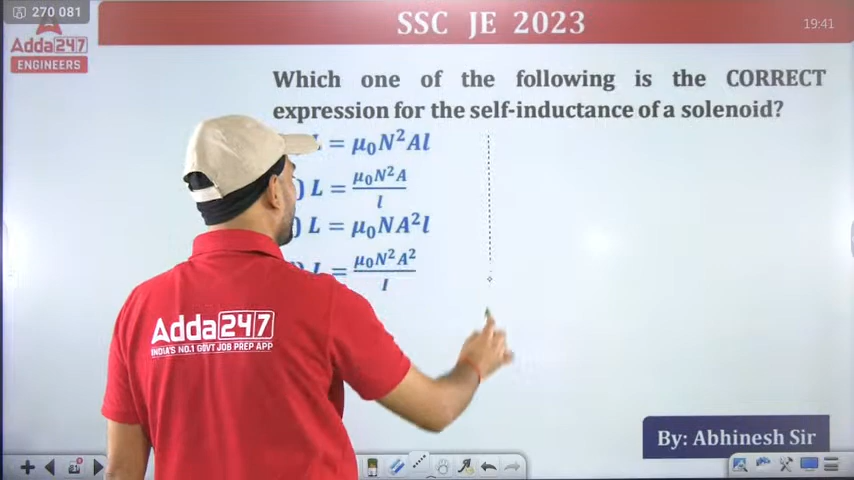 270 081
SSC JE 2023
19:41
Adda247
ENGINEERS
Which one of the following is the CORRECT
expression for the self-inductance of a solenoid?
L = μ₀N²Al
) L = μ₀N²A/l
) L = μ₀NA²l
L = μ₀N²A²/l
Adda247
INDIA'S NO.1 GOVT JOB PREP APP
By: Abhinesh Sir